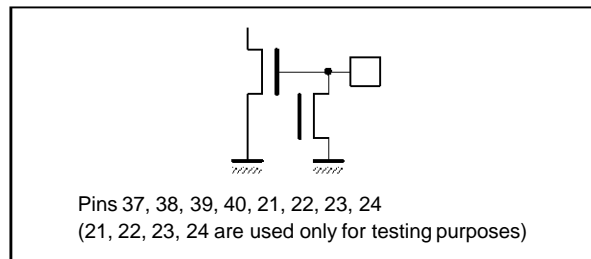 Pins 37, 38, 39, 40, 21, 22, 23, 24
(21, 22, 23, 24 are used only for testing purposes)